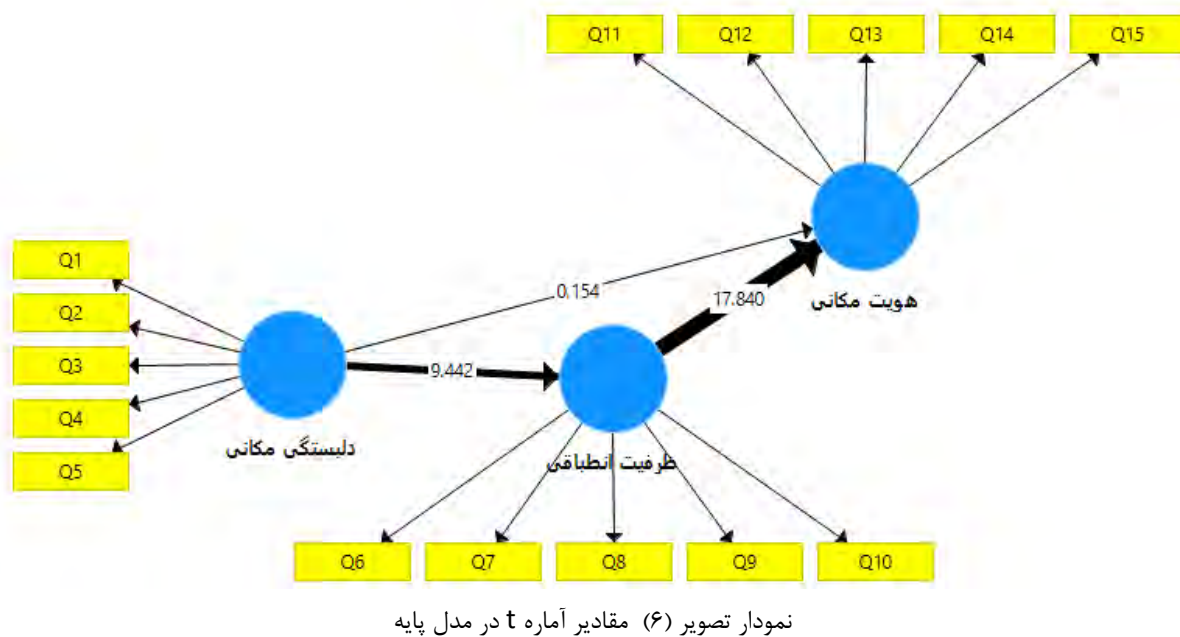 Q11 Q12 Q13 Q14 Q15
هویت مکانی
17.840
0.154
Q1
Q2
Q3
Q4
Q5
9.442
دلبستگی مکانی
ظرفیت انطباقی
Q6 Q7 Q8 Q9 Q10
نمودار تصویر (۶) مقادیر آماره t در مدل پایه